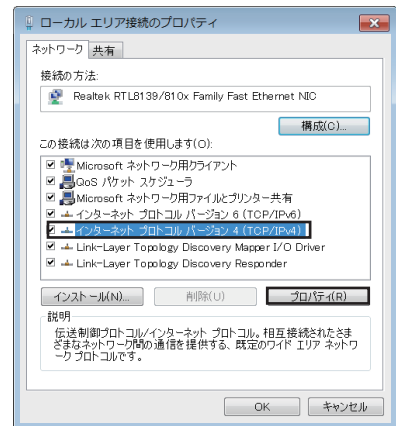 ローカル エリア接続のプロパティ
ネットワーク 共有
接続の方法:
Realtek RTL8139/810x Family Fast Ethernet NIC
構成(C)...
この接続は次の項目を使用します(O):
Microsoft ネットワーク用クライアント
QoS パケット スケジューラ
Microsoft ネットワーク用ファイルとプリンター共有
インターネット プロトコル バージョン 6 (TCP/IPv6)
インターネット プロトコル バージョン 4 (TCP/IPv4)
Link-Layer Topology Discovery Mapper I/O Driver
Link-Layer Topology Discovery Responder
インストール(N)... 削除(U) プロパティ(R)
説明
伝送制御プロトコル/インターネット プロトコル。相互接続されたさま
ざまなネットワーク間の通信を提供する、既定のワイド エリア ネットワ
ーク プロトコルです。
OK キャンセル